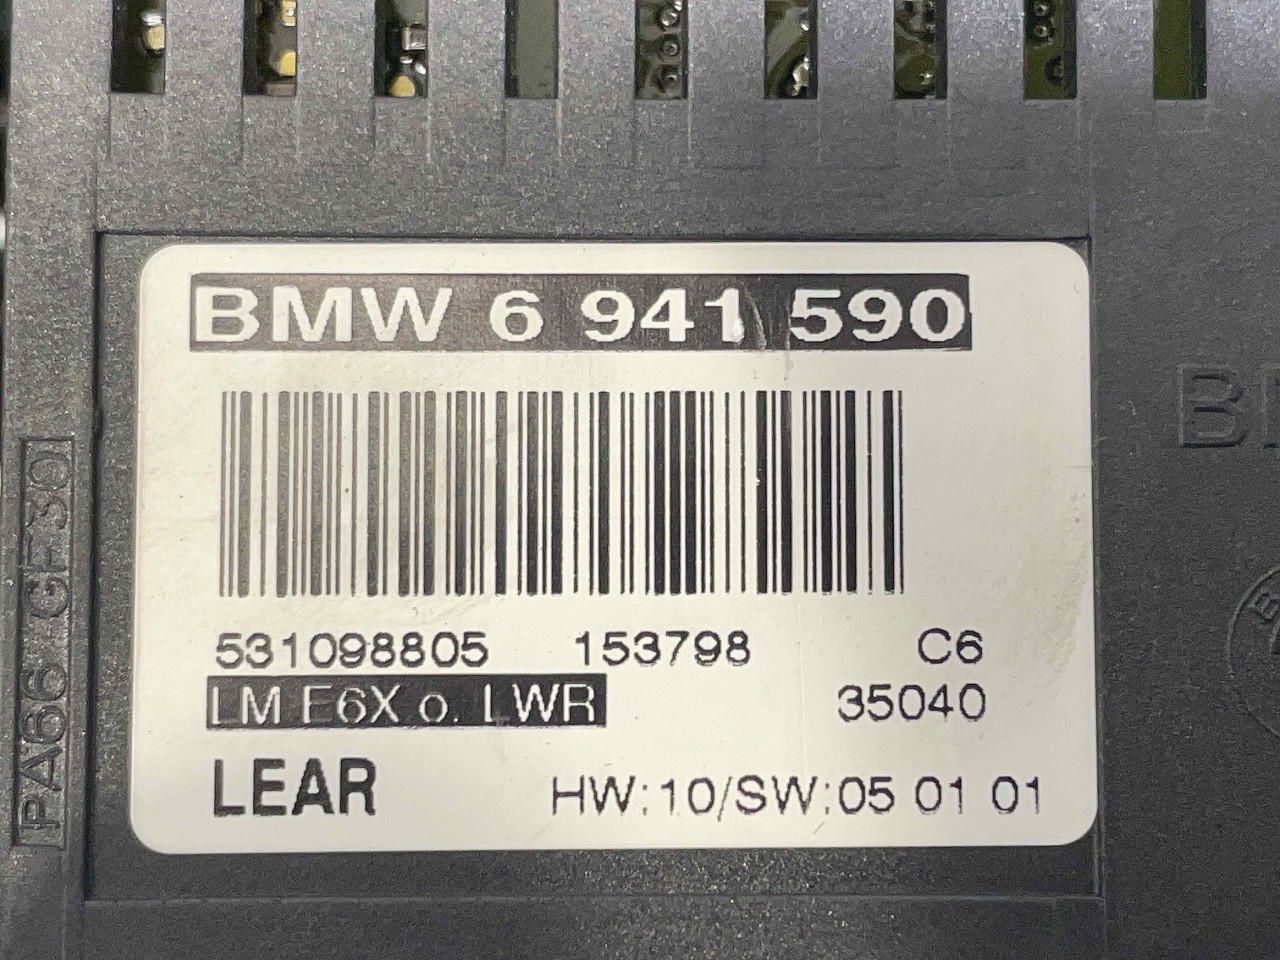 BMW 6 941 590
531098805 153798 C6
LM E6X o. LWR 35040
LEAR HW:10/SW:05 01 01
PA66 GF30